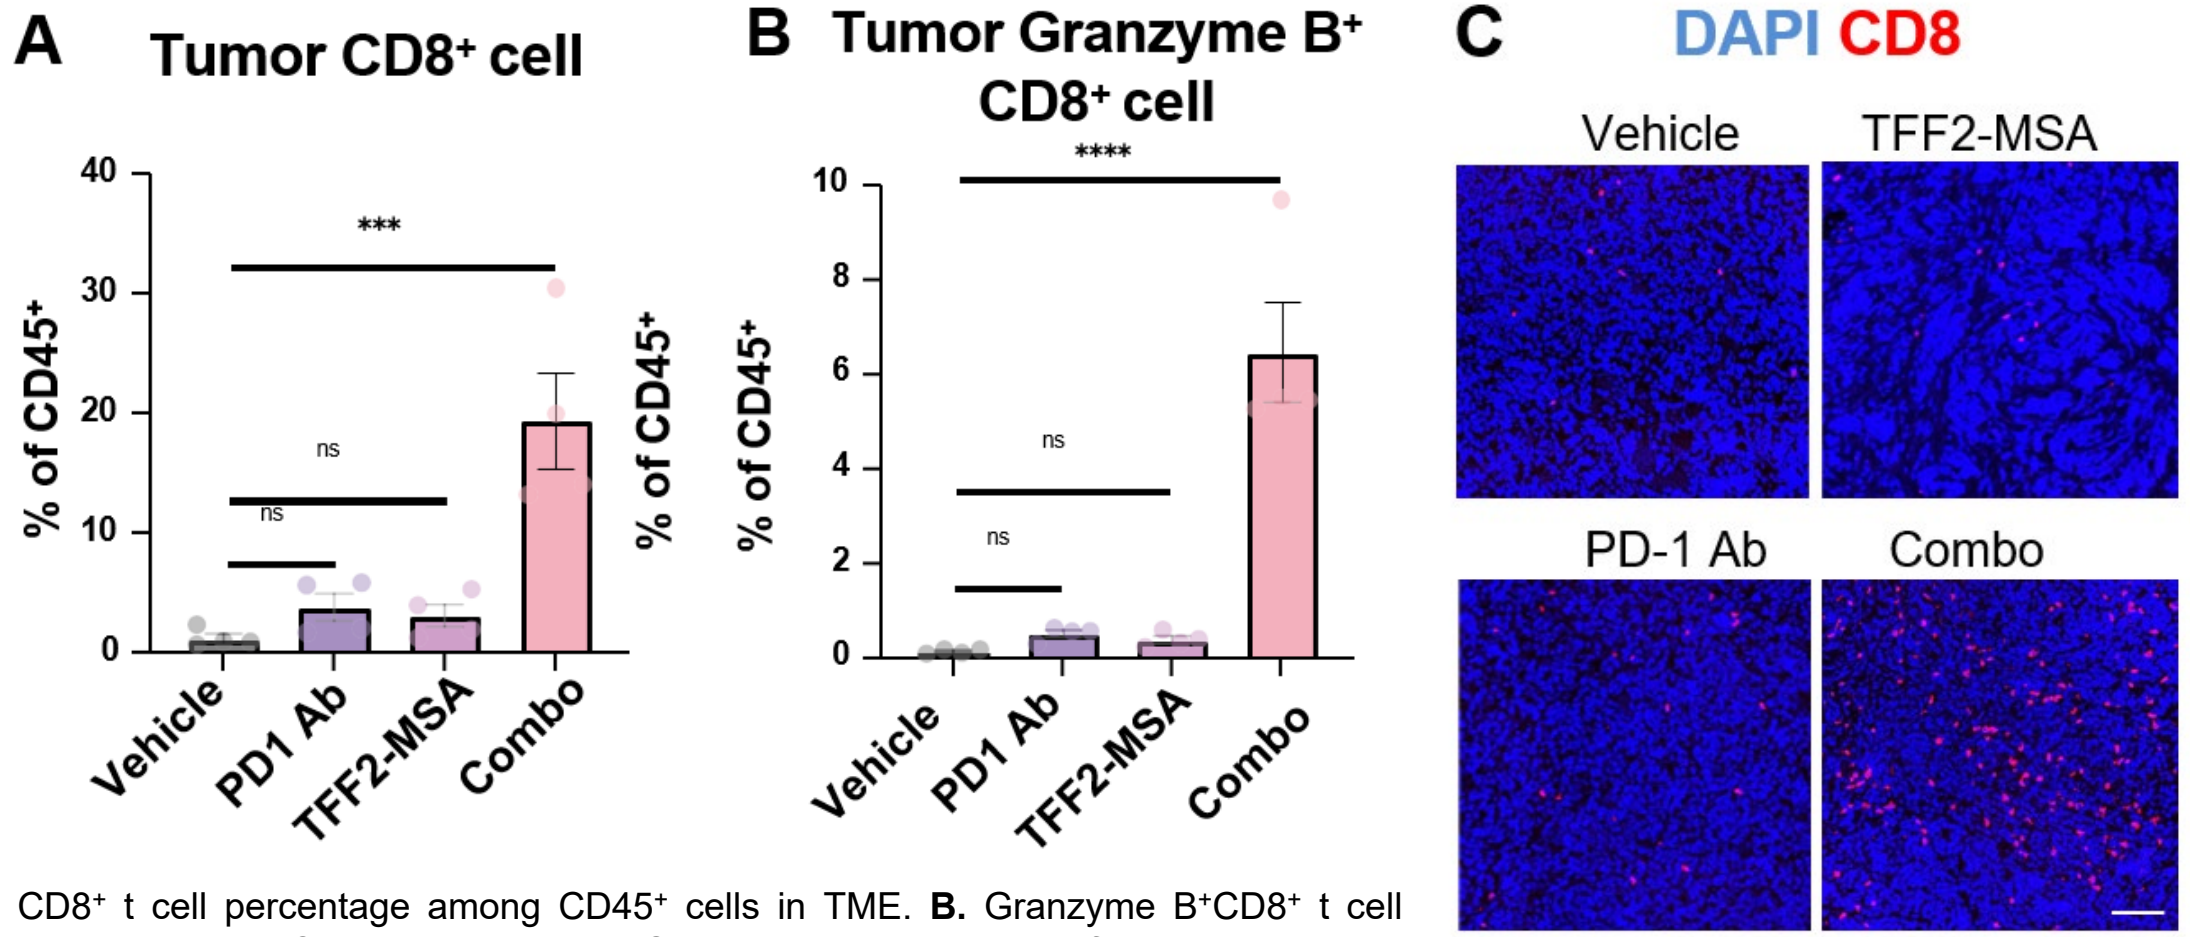 A
Tumor CD8⁺ cell
% of CD45⁺
40
30
20
10
0
***
ns
ns
Vehicle
PD1 Ab
TFF2-MSA
Combo
% of CD45⁺
B
Tumor Granzyme B⁺
CD8⁺ cell
% of CD45⁺
10
8
6
4
2
0
****
ns
ns
Vehicle
PD1 Ab
TFF2-MSA
Combo
C
DAPI CD8
Vehicle
TFF2-MSA
PD-1 Ab
Combo
CD8⁺ t cell percentage among CD45⁺ cells in TME. B. Granzyme B⁺CD8⁺ t cell